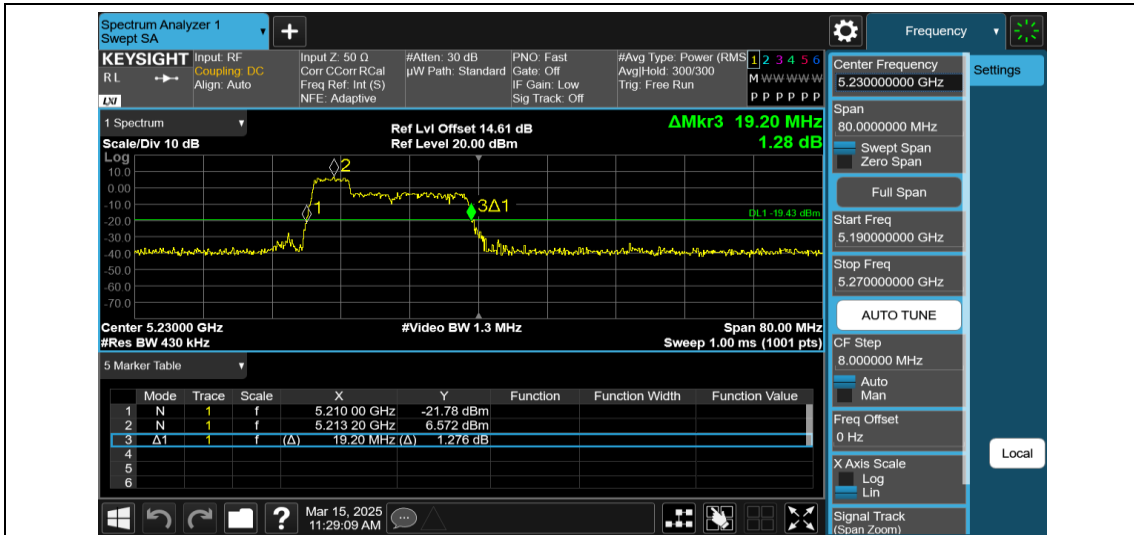 Spectrum Analyzer 1
Swept SA
Frequency
KEYSIGHT
R L
LXI
Input: RF
Coupling: DC
Align: Auto
Input Z: 50 Ω
Corr CCorr RCal
Freq Ref: Int (S)
NFE: Adaptive
#Atten: 30 dB
µW Path: Standard
PNO: Fast
Gate: Off
IF Gain: Low
Sig Track: Off
#Avg Type: Power (RMS
Avg|Hold: 300/300
Trig: Free Run
1 2 3 4 5 6
M W W W W W
P P P P P P
Center Frequency
5.230000000 GHz
Settings
Span
80.0000000 MHz
Swept Span
Zero Span
Full Span
Start Freq
5.190000000 GHz
Stop Freq
5.270000000 GHz
AUTO TUNE
CF Step
8.000000 MHz
Auto
Man
Freq Offset
0 Hz
X Axis Scale
Log
Lin
Signal Track
(Span Zoom)
Local
1 Spectrum
Scale/Div 10 dB
Ref Lvl Offset 14.61 dB
Ref Level 20.00 dBm
ΔMkr3 19.20 MHz
1.28 dB
Log
10.0
0.00
-10.0
-20.0
-30.0
-40.0
-50.0
-60.0
-70.0
2
1
3Δ1
DL1 -19.43 dBm
Center 5.23000 GHz
#Video BW 1.3 MHz
Span 80.00 MHz
#Res BW 430 kHz
Sweep 1.00 ms (1001 pts)
5 Marker Table
Mode Trace Scale X Y Function Function Width Function Value
1 N 1 f 5.210 00 GHz -21.78 dBm
2 N 1 f 5.213 20 GHz 6.572 dBm
3 Δ1 1 f (Δ) 19.20 MHz (Δ) 1.276 dB
4
5
6
?
Mar 15, 2025
11:29:09 AM